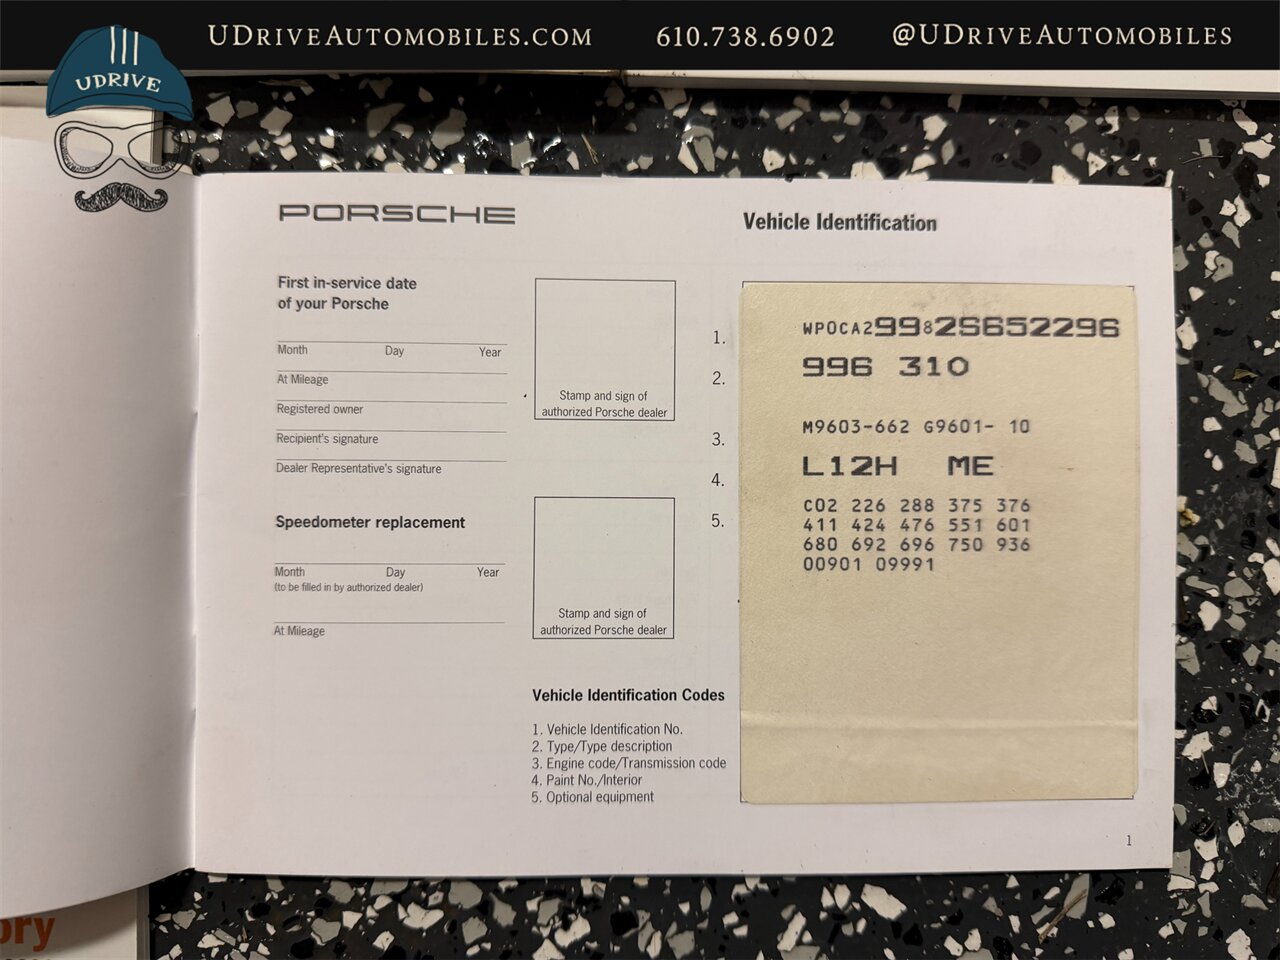 UDRIVEAUTOMOBILES.COM 610.738.6902 @UDRIVEAUTOMOBILES
UDRIVE
PORSCHE
First in-service date
of your Porsche
Month Day Year
At Mileage
Registered owner
Recipient's signature
Dealer Representative's signature
Stamp and sign of
authorized Porsche dealer
Speedometer replacement
Month Day Year
(to be filled in by authorized dealer)
At Mileage
Stamp and sign of
authorized Porsche dealer
Vehicle Identification Codes
1. Vehicle Identification No.
2. Type/Type description
3. Engine code/Transmission code
4. Paint No./Interior
5. Optional equipment
Vehicle Identification
1. WP0CA29982S652296
2. 996 310
3. M9603-662 G9601- 10
4. L12H ME
5. C02 226 288 375 376
411 424 476 551 601
680 692 696 750 936
00901 09991
1
ory